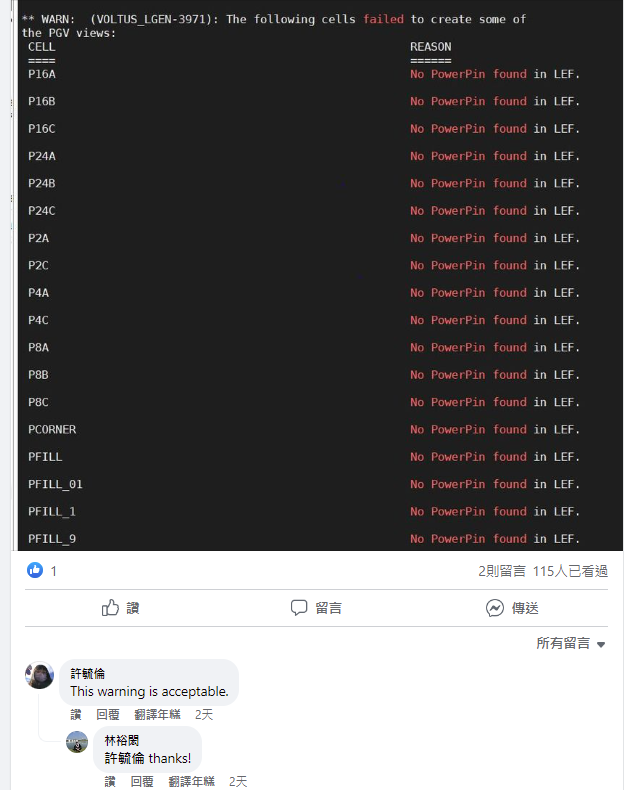 ** WARN:  (VOLTUS_LGEN-3971): The following cells failed to create some of
the PGV views:
CELL REASON
==== ======
P16A No PowerPin found in LEF.
P16B No PowerPin found in LEF.
P16C No PowerPin found in LEF.
P24A No PowerPin found in LEF.
P24B No PowerPin found in LEF.
P24C No PowerPin found in LEF.
P2A No PowerPin found in LEF.
P2C No PowerPin found in LEF.
P4A No PowerPin found in LEF.
P4C No PowerPin found in LEF.
P8A No PowerPin found in LEF.
P8B No PowerPin found in LEF.
P8C No PowerPin found in LEF.
PCORNER No PowerPin found in LEF.
PFILL No PowerPin found in LEF.
PFILL_01 No PowerPin found in LEF.
PFILL_1 No PowerPin found in LEF.
PFILL_9 No PowerPin found in LEF.
1 2則留言 115人已看過
讚 留言 傳送
所有留言
許毓倫
This warning is acceptable.
讚 回覆 翻譯年糕 2天
林裕閎
許毓倫 thanks!
讚 回覆 翻譯年糕 2天